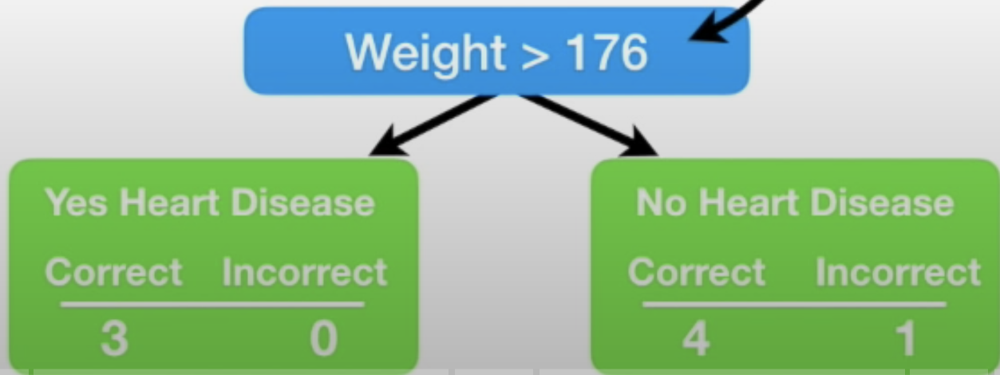 Weight > 176
Yes Heart Disease
Correct Incorrect
3 0
No Heart Disease
Correct Incorrect
4 1